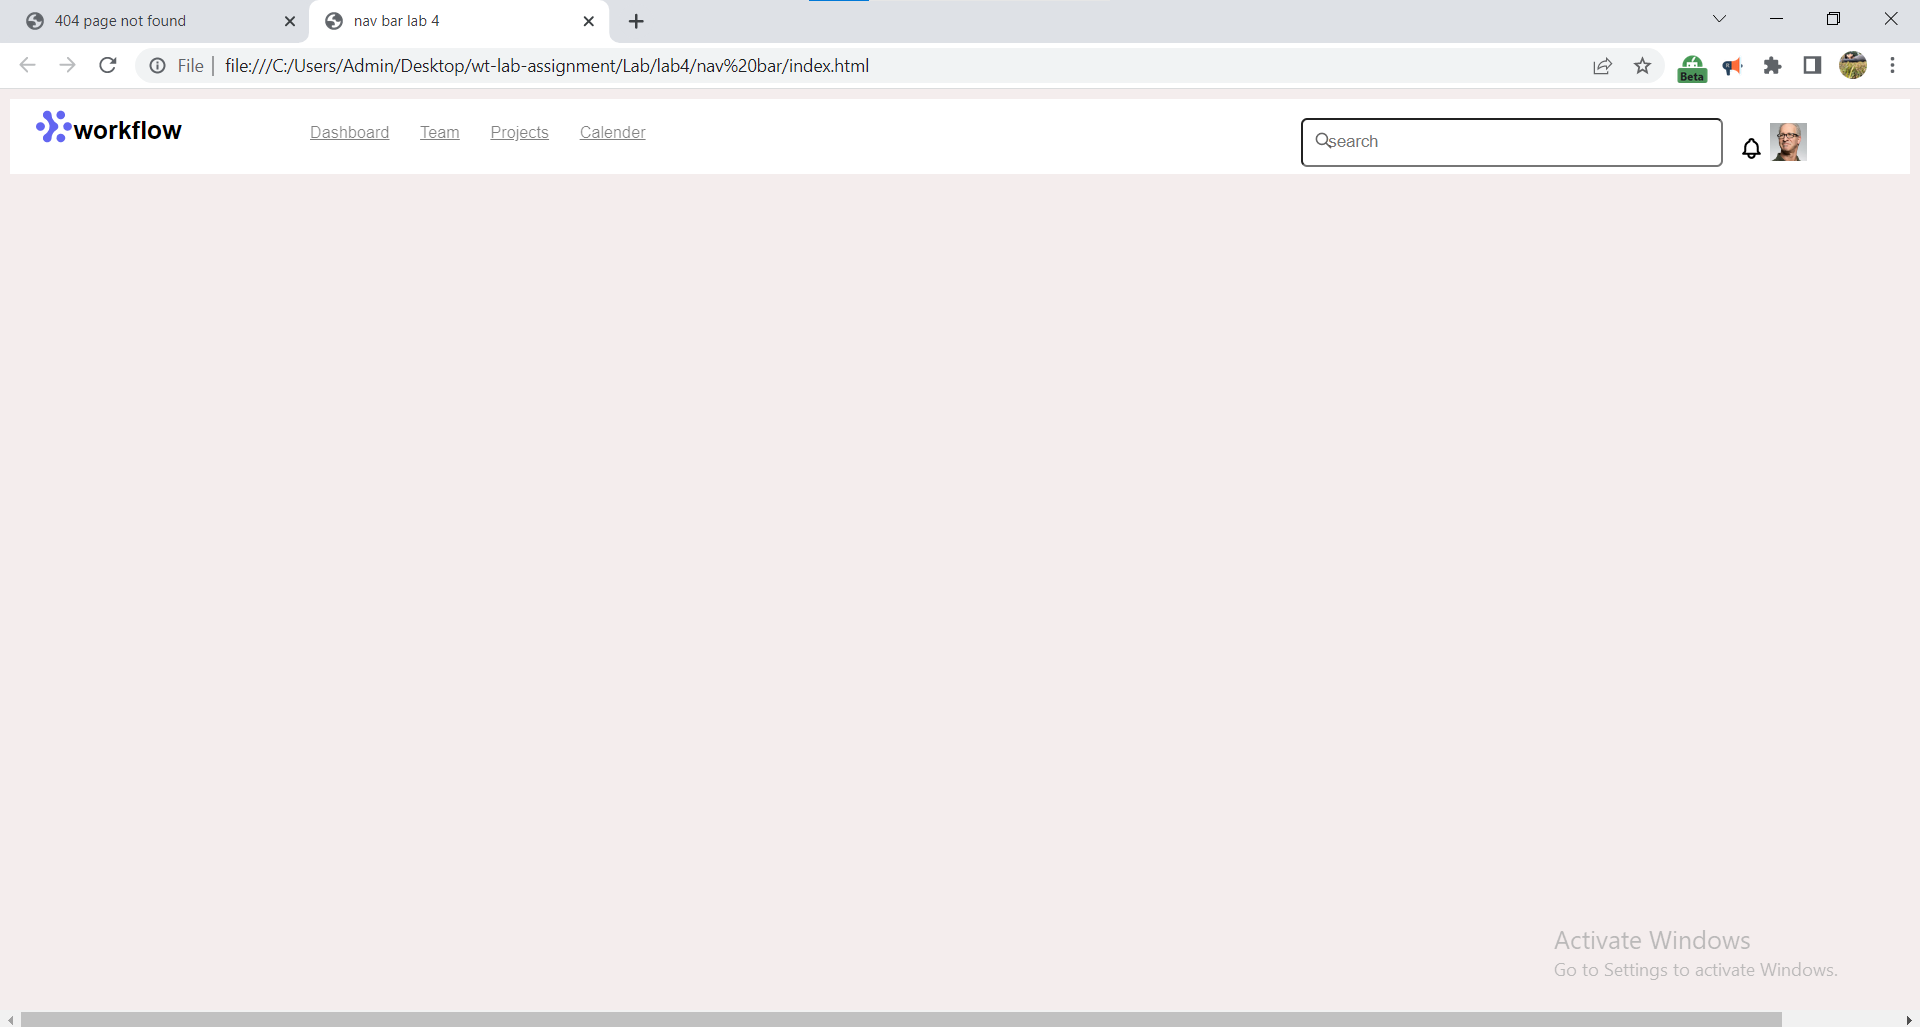 404 page not found
nav bar lab 4
File
file:///C:/Users/Admin/Desktop/wt-lab-assignment/Lab/lab4/nav%20bar/index.html
Beta
workflow
Dashboard
Team
Projects
Calender
search
Activate Windows
Go to Settings to activate Windows.